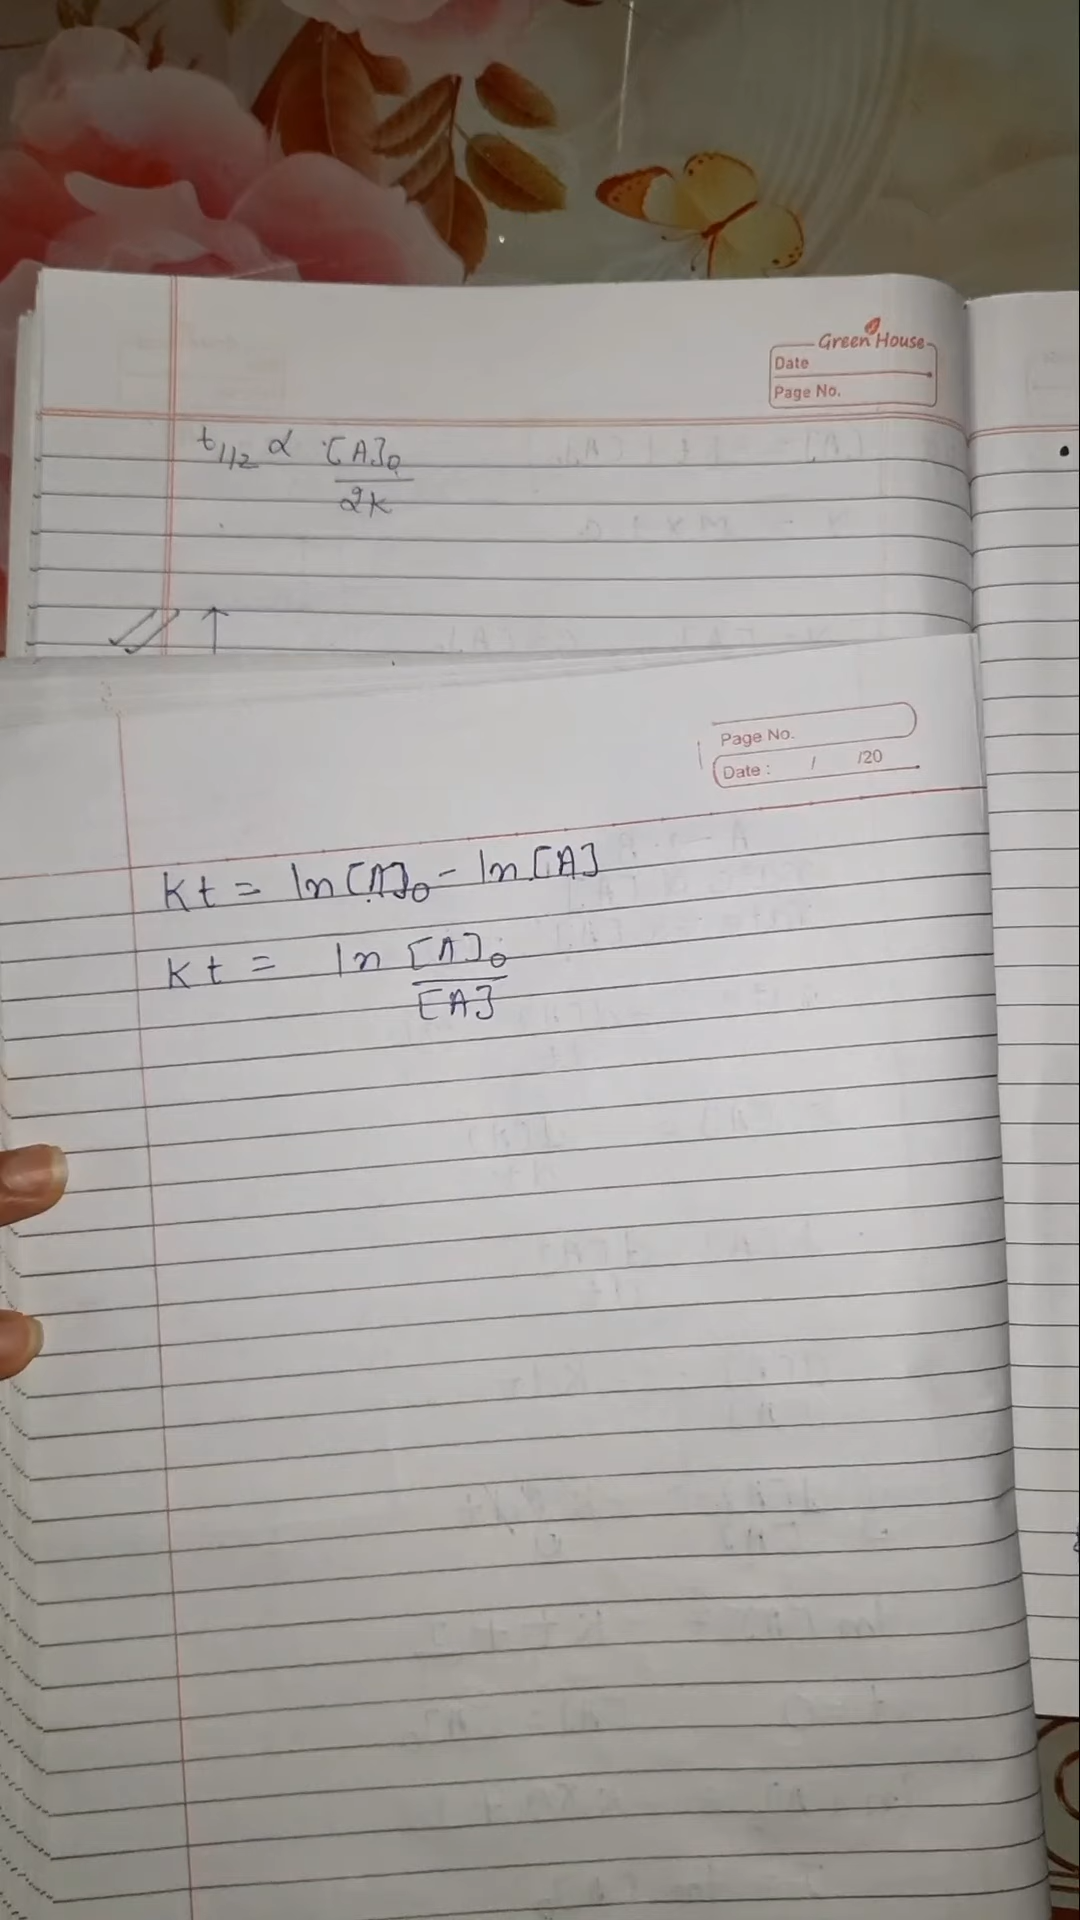 Green House
Date
Page No.
t1/2 α [A]0
2K
Page No.
Date : / /20
Kt = ln[A]0 - ln[A]
Kt = ln [A]0
[A]